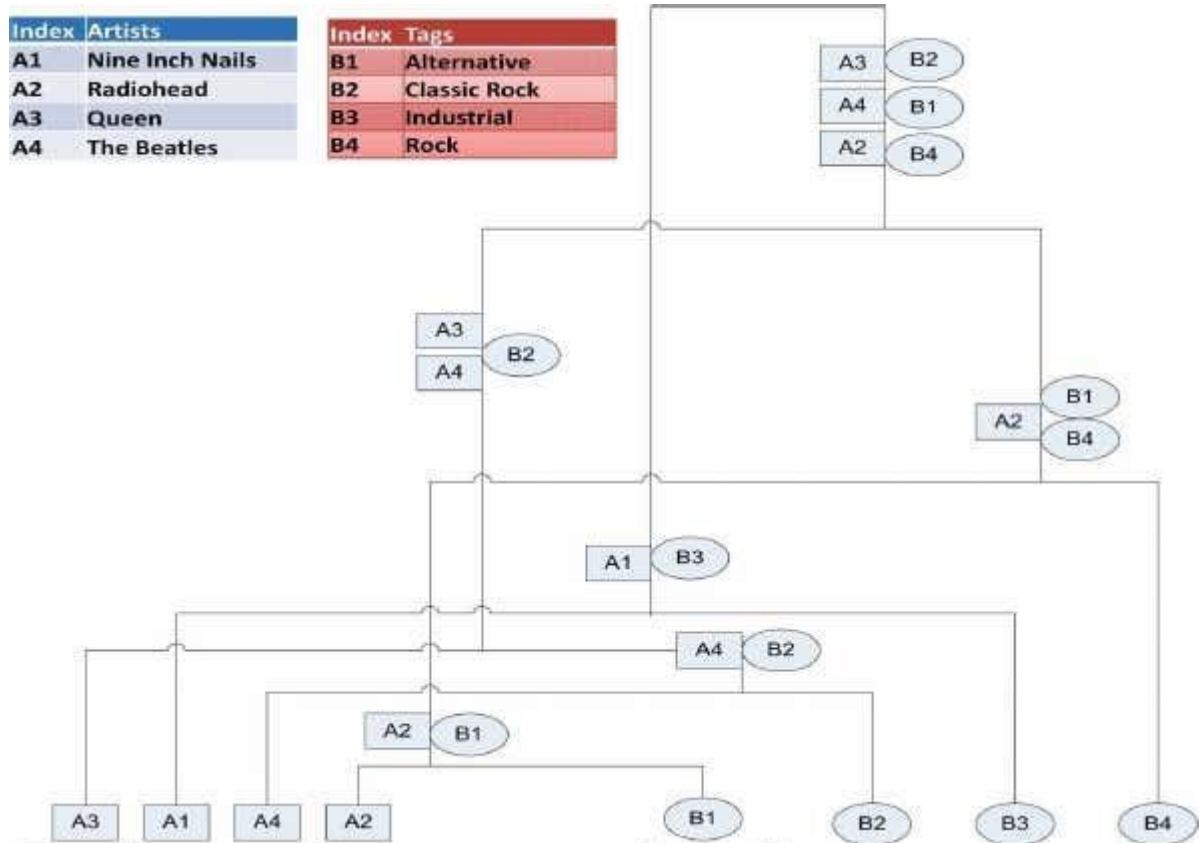 Index Artists
A1 Nine Inch Nails
A2 Radiohead
A3 Queen
A4 The Beatles
Index Tags
B1 Alternative
B2 Classic Rock
B3 Industrial
B4 Rock
A3 B2
A4 B1
A2 B4
A3
B2
A4
B1
A2
B4
A1 B3
A4 B2
A2 B1
A3 A1 A4 A2 B1 B2 B3 B4